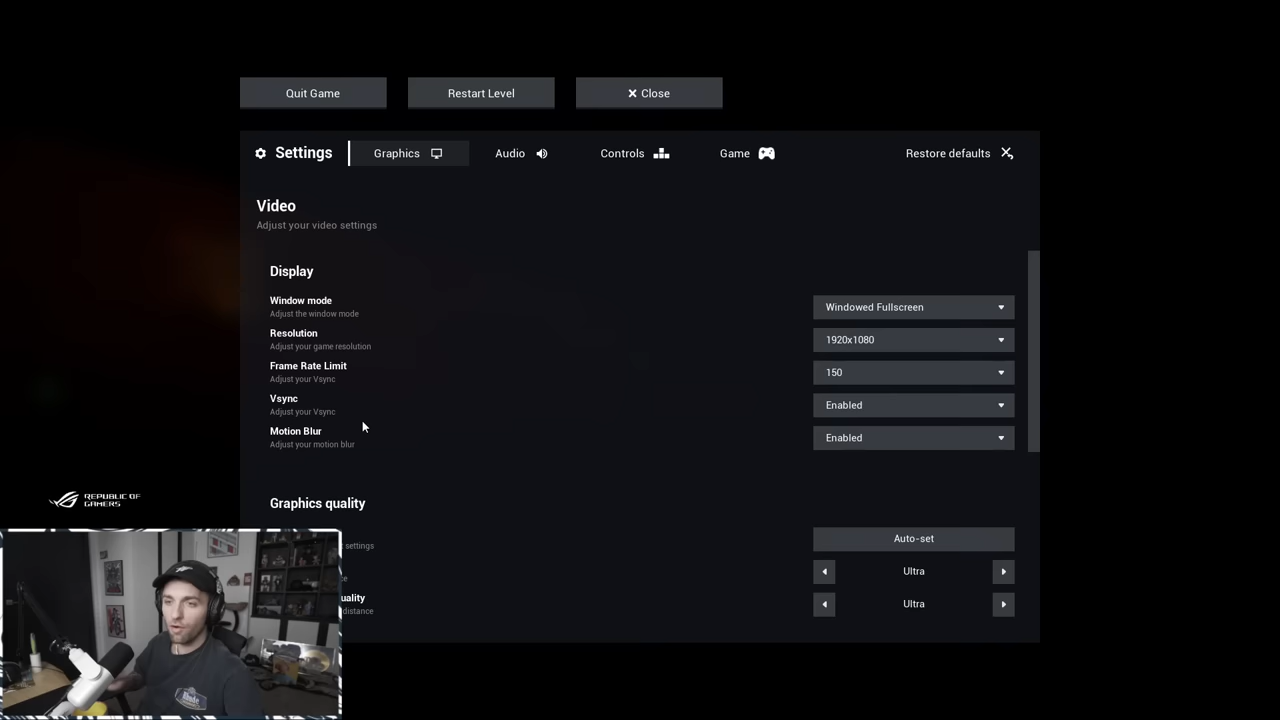 Quit Game
Restart Level
Close
Settings
Graphics
Audio
Controls
Game
Restore defaults
Video
Adjust your video settings
Display
Window mode
Adjust the window mode
Windowed Fullscreen
Resolution
Adjust your game resolution
1920x1080
Frame Rate Limit
Adjust your Vsync
150
Vsync
Adjust your Vsync
Enabled
Motion Blur
Adjust your motion blur
Enabled
Graphics quality
settings
Auto-set
Ultra
uality
distance
Ultra
REPUBLIC OF
GAMERS